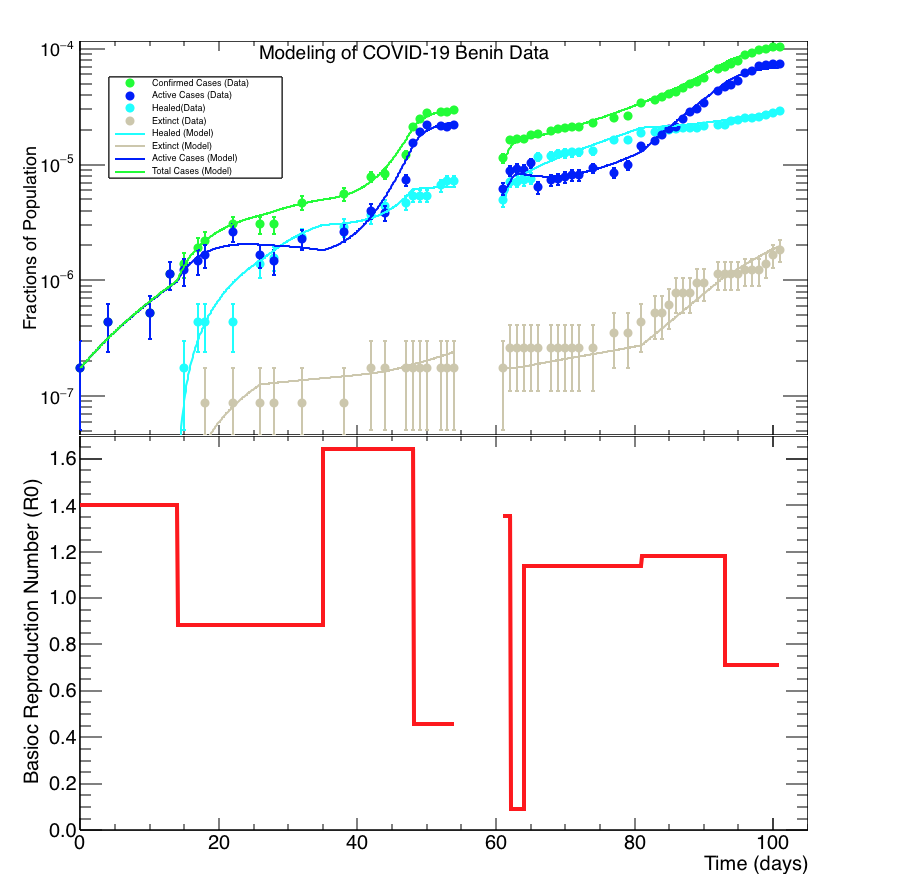 Modeling of COVID-19 Benin Data
10⁻⁴
10⁻⁵
10⁻⁶
10⁻⁷
Fractions of Population
Confirmed Cases (Data)
Active Cases (Data)
Healed(Data)
Extinct (Data)
Healed (Model)
Extinct (Model)
Active Cases (Model)
Total Cases (Model)
1.6
1.4
1.2
1.0
0.8
0.6
0.4
0.2
0.0
Basioc Reproduction Number (R0)
0 20 40 60 80 100
Time (days)